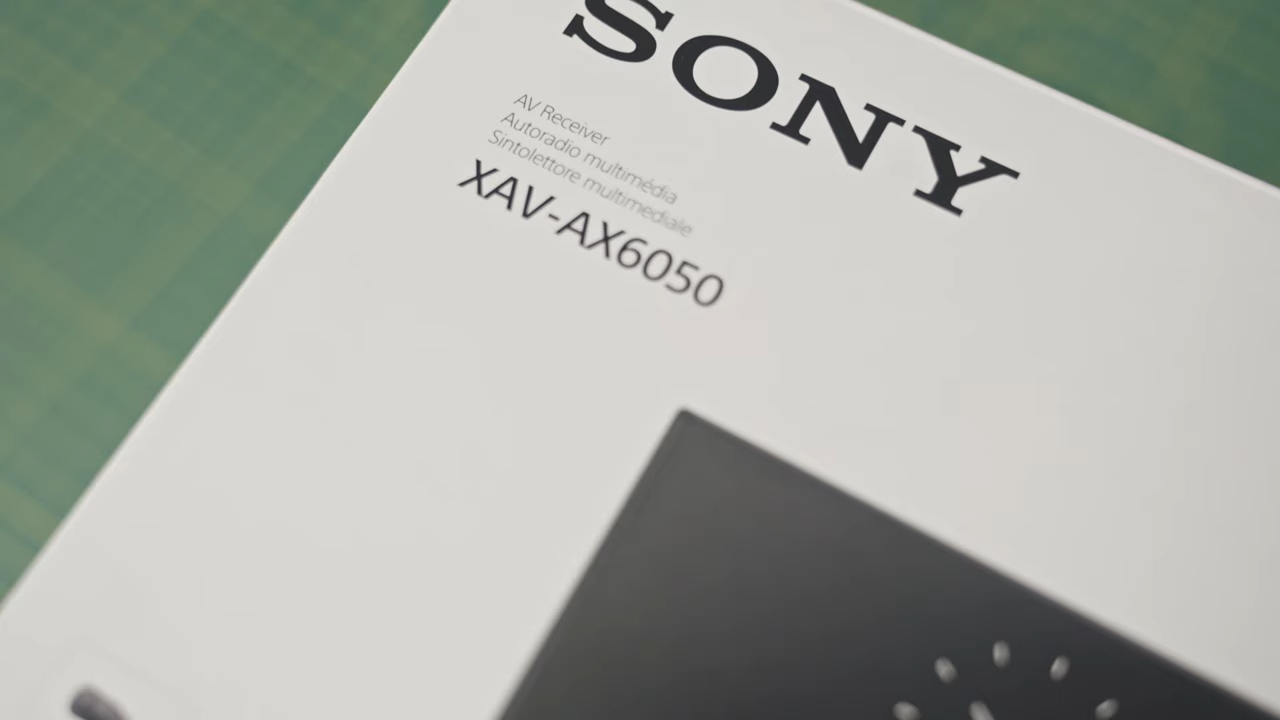 SONY
AV Receiver
Autoradio multimédia
Sintolettore multimediale
XAV-AX6050